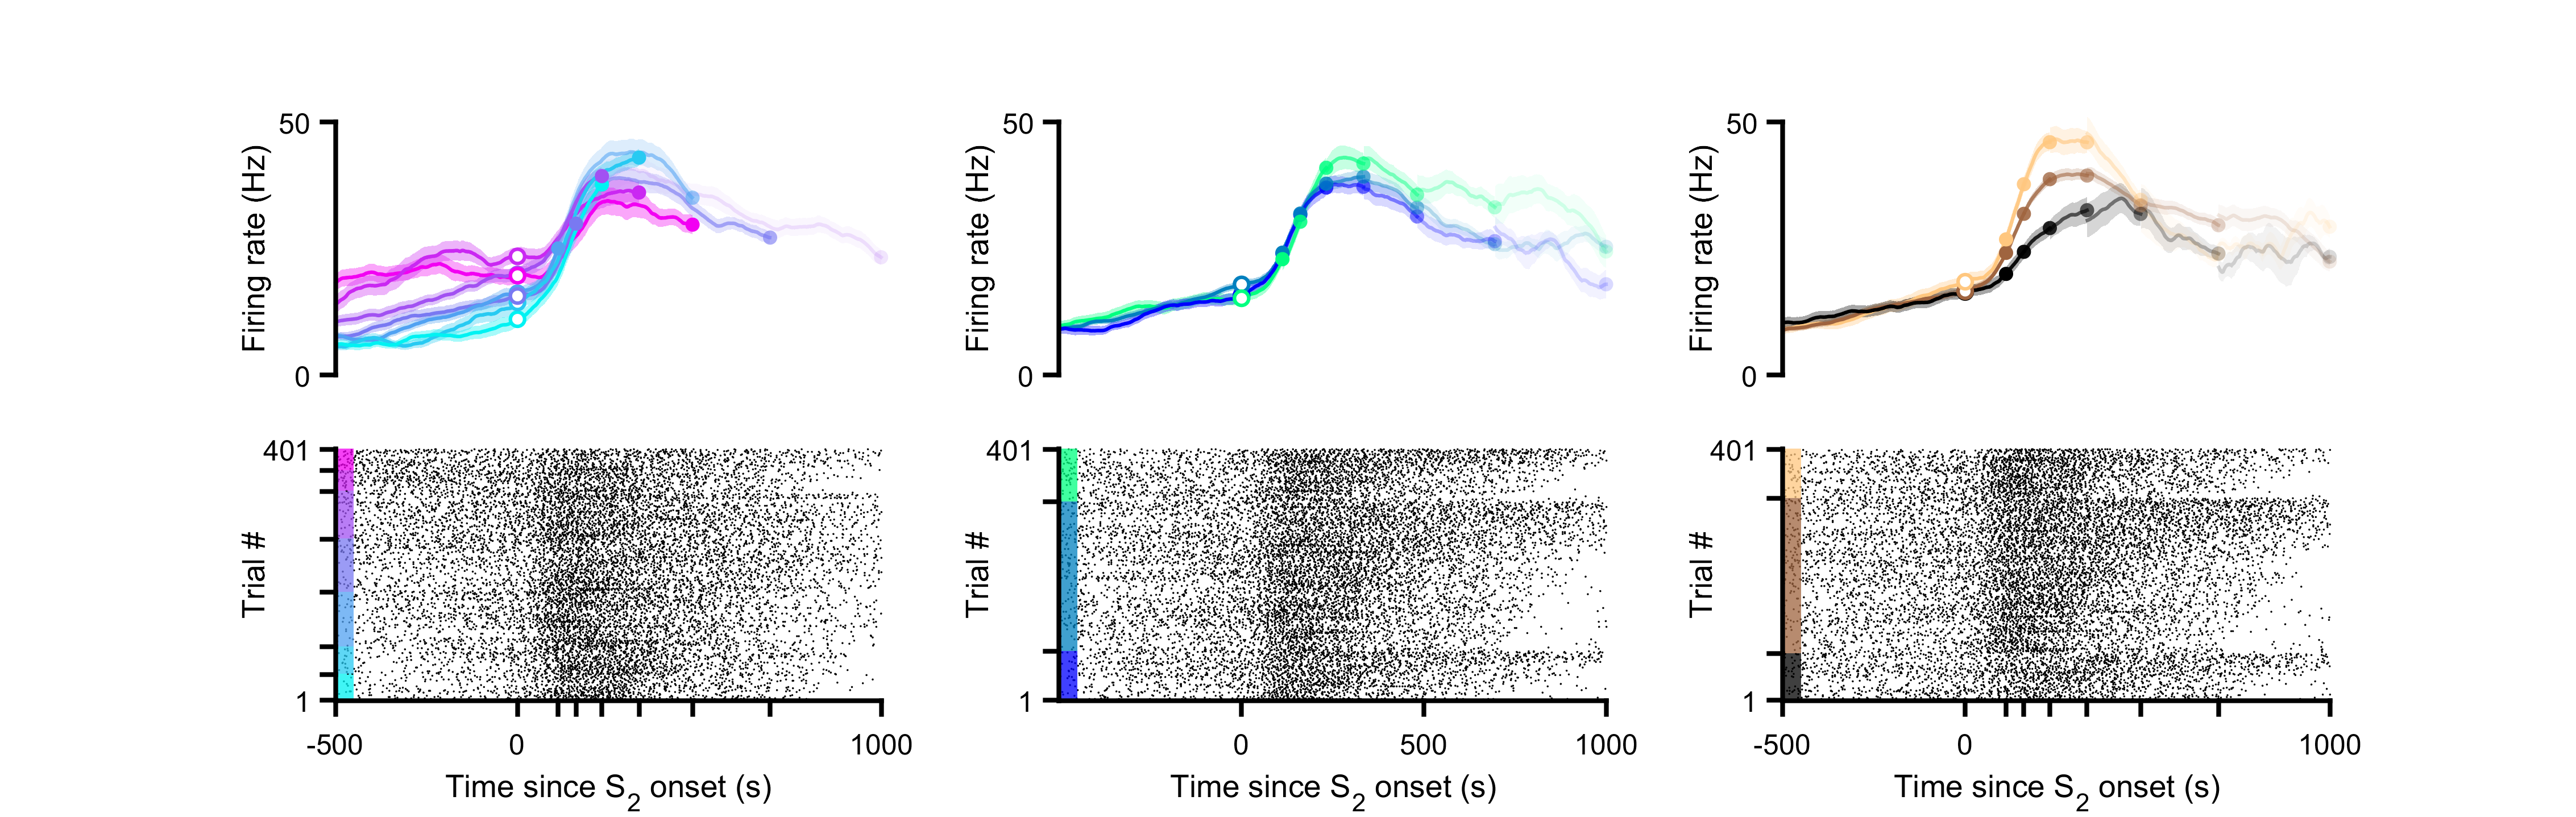 50
Firing rate (Hz)
0
50
Firing rate (Hz)
0
50
Firing rate (Hz)
0
401
Trial #
1
-500
0
1000
Time since S2 onset (s)
401
Trial #
1
0
500
1000
Time since S2 onset (s)
401
Trial #
1
-500
0
1000
Time since S2 onset (s)